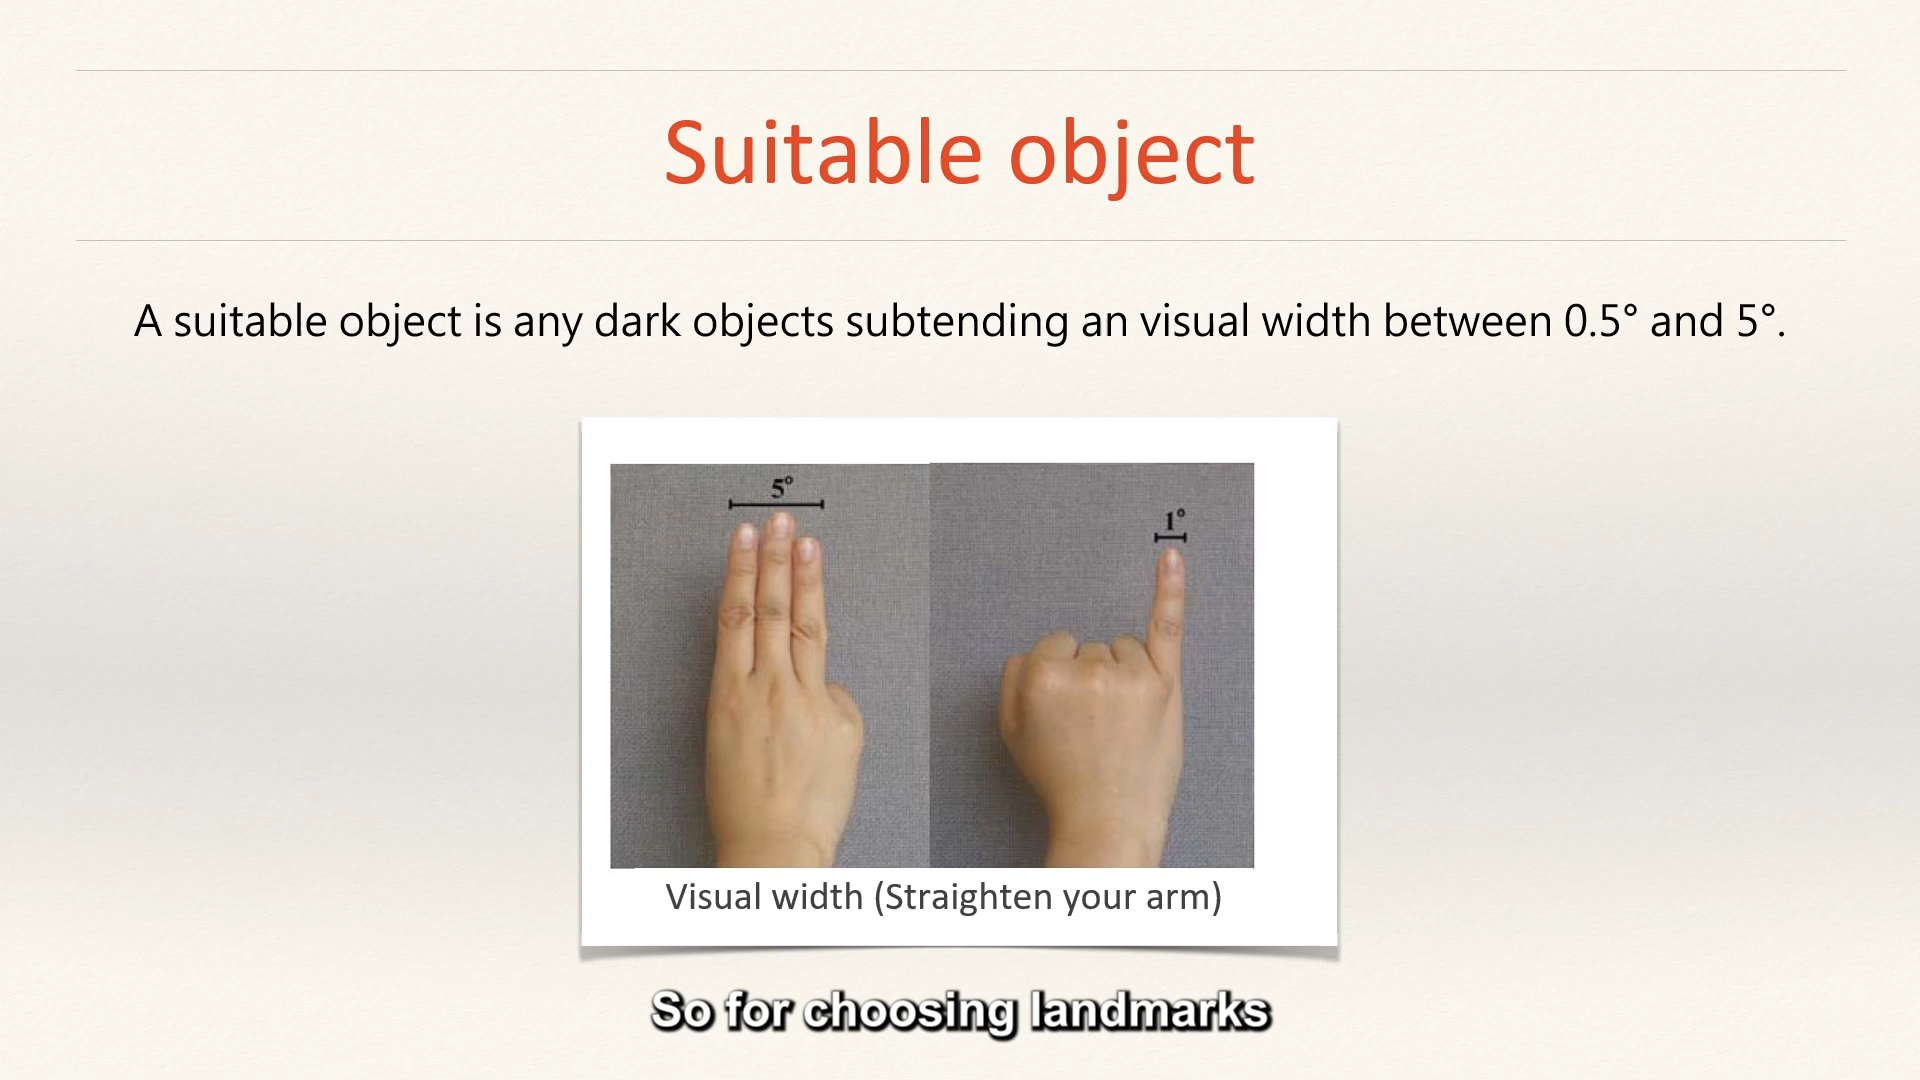 Suitable object
A suitable object is any dark objects subtending an visual width between 0.5° and 5°.
5°
1°
Visual width (Straighten your arm)
So for choosing landmarks